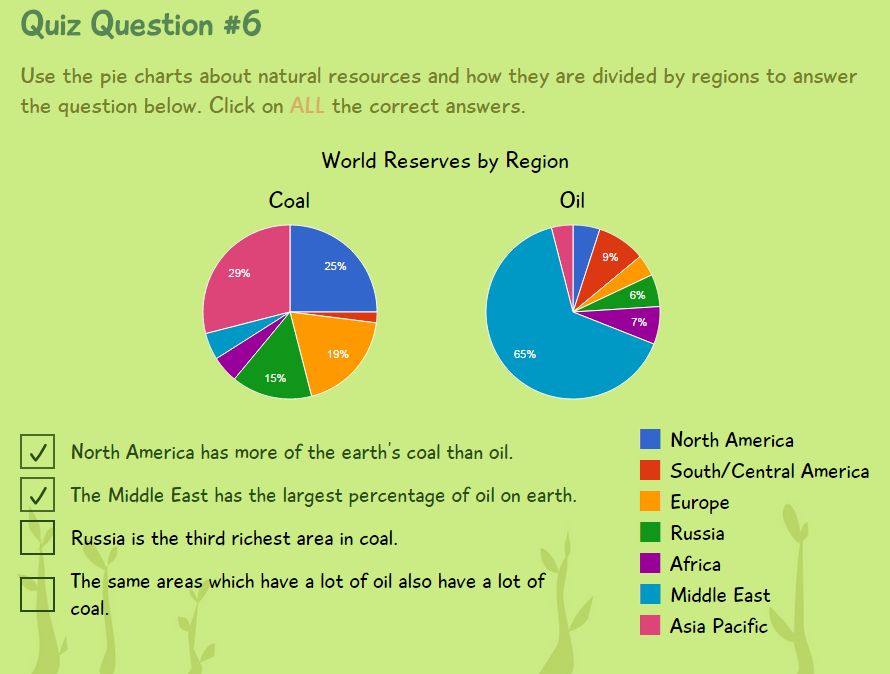 Quiz Question #6
Use the pie charts about natural resources and how they are divided by regions to answer
the question below. Click on ALL the correct answers.
World Reserves by Region
Coal
Oil
29%
25%
19%
15%
9%
6%
7%
65%
North America has more of the earth's coal than oil.
The Middle East has the largest percentage of oil on earth.
Russia is the third richest area in coal.
The same areas which have a lot of oil also have a lot of
coal.
North America
South/Central America
Europe
Russia
Africa
Middle East
Asia Pacific